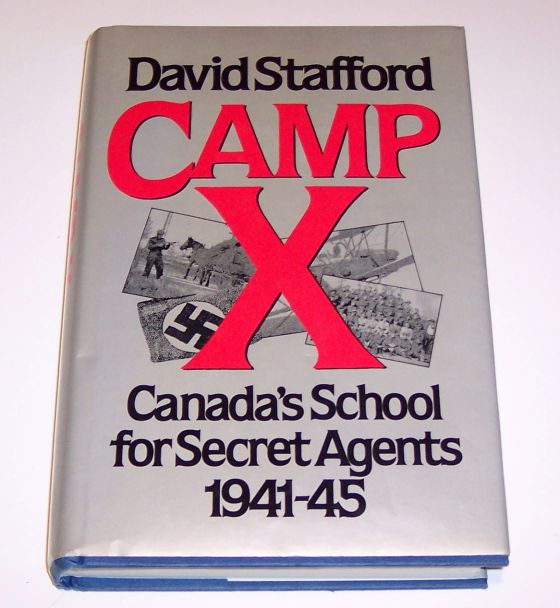 David Stafford
CAMP
X
Canada's School
for Secret Agents
1941-45